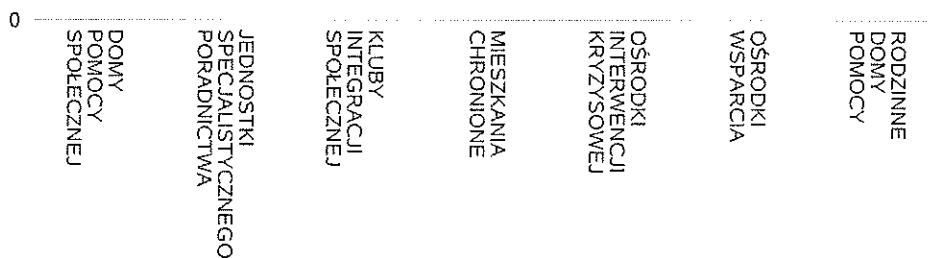 0
DOMY
POMOCY
SPOŁECZNEJ
JEDNOSTKI
SPECJALISTYCZNEGO
PORADNICTWA
KLUBY
INTEGRACJI
SPOŁECZNEJ
MIESZKANIA
CHRONIONE
OŚRODKI
INTERWENCJI
KRYZYSOWEJ
OŚRODKI
WSPARCIA
RODZINNE
DOMY
POMOCY